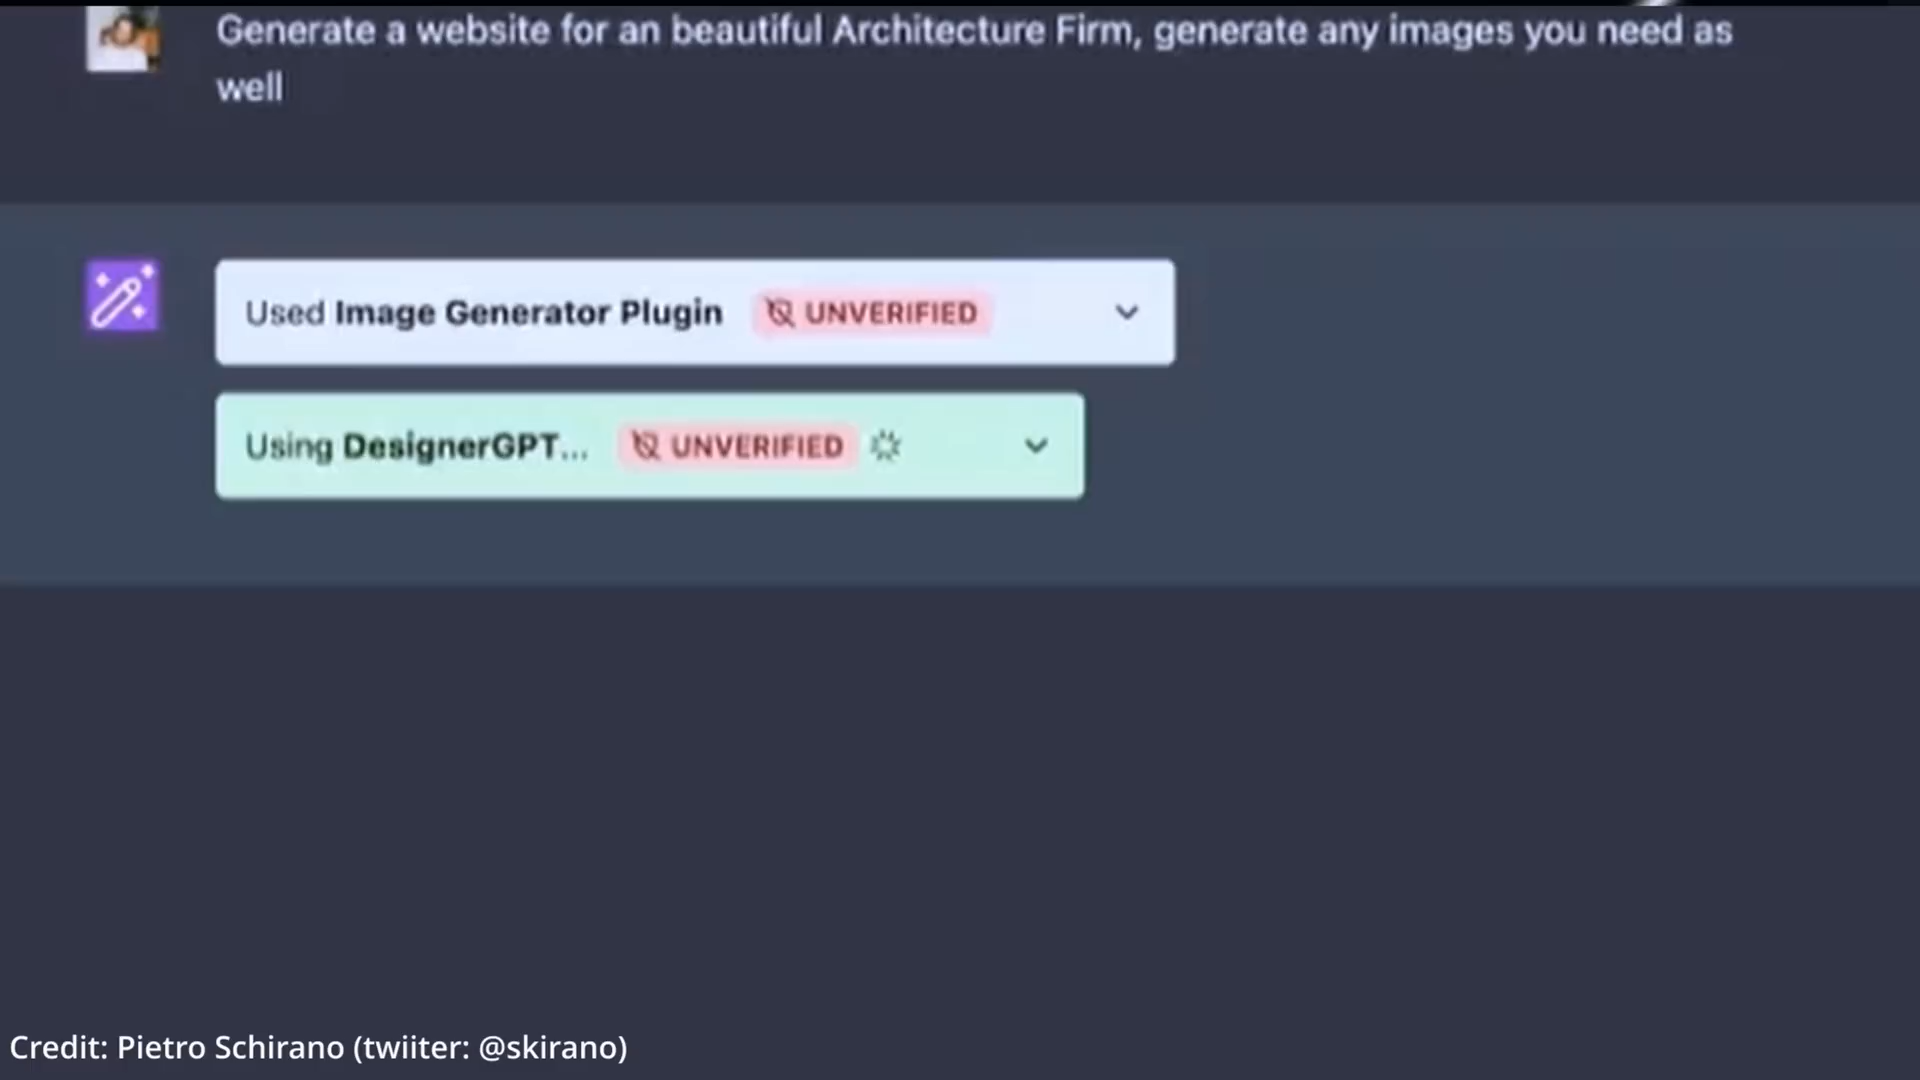 Generate a website for an beautiful Architecture Firm, generate any images you need as
well
Used Image Generator Plugin UNVERIFIED
Using DesignerGPT... UNVERIFIED
Credit: Pietro Schirano (twiiter: @skirano)